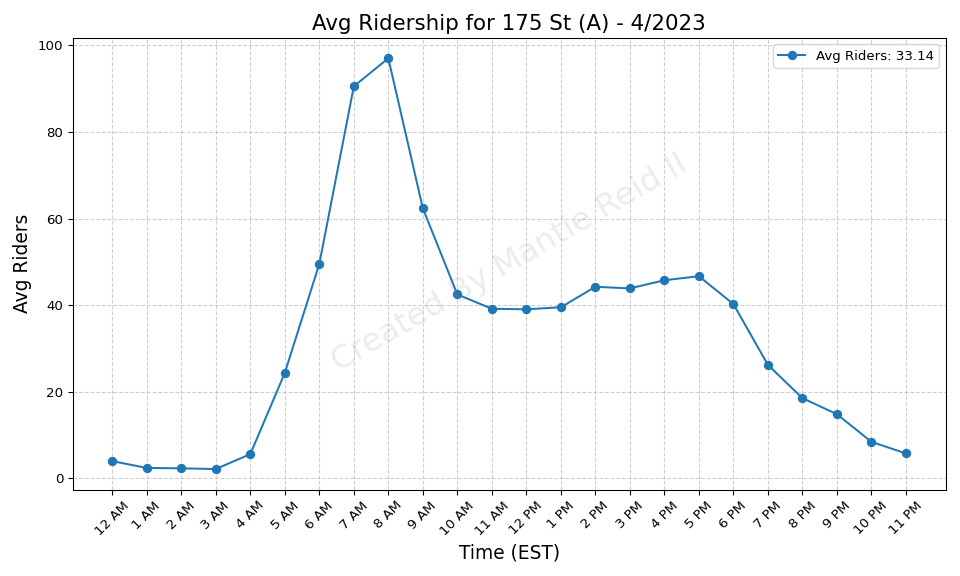 Avg Ridership for 175 St (A) - 4/2023
Avg Riders: 33.14
Avg Riders
100
80
60
40
20
0
Created By Mantle Reid II
12 AM
1 AM
2 AM
3 AM
4 AM
5 AM
6 AM
7 AM
8 AM
9 AM
10 AM
11 AM
12 PM
1 PM
2 PM
3 PM
4 PM
5 PM
6 PM
7 PM
8 PM
9 PM
10 PM
11 PM
Time (EST)